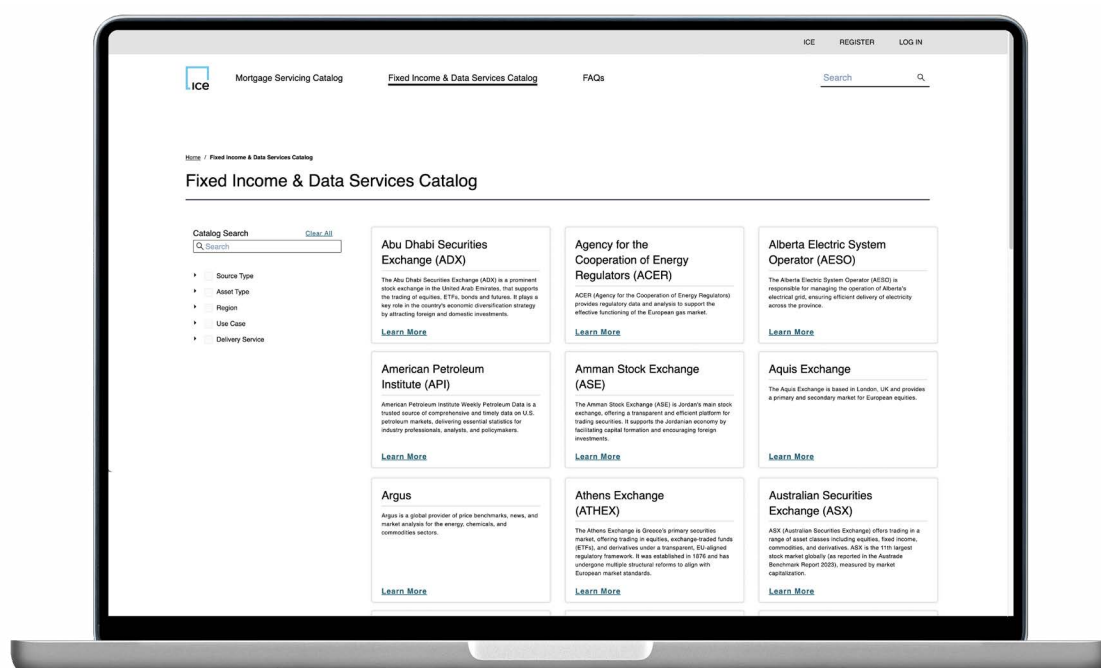 ICE REGISTER LOG IN
ice Mortgage Servicing Catalog Fixed Income & Data Services Catalog FAQs Search
Home / Fixed Income & Data Services Catalog
Fixed Income & Data Services Catalog
Catalog Search Clear All
Search
Source Type
Asset Type
Region
Use Case
Delivery Service
Abu Dhabi Securities
Exchange (ADX)
The Abu Dhabi Securities Exchange (ADX) is a prominent
stock exchange in the United Arab Emirates, that supports
the trading of equities, ETFs, bonds and futures. It plays a
key role in the country's economic diversification strategy
by attracting foreign and domestic investments.
Learn More
Agency for the
Cooperation of Energy
Regulators (ACER)
ACER (Agency for the Cooperation of Energy Regulators)
provides regulatory data and analysis to support the
effective functioning of the European gas market.
Learn More
Alberta Electric System
Operator (AESO)
The Alberta Electric System Operator (AESO) is
responsible for managing the operation of Alberta's
electrical grid, ensuring efficient delivery of electricity
across the province.
Learn More
American Petroleum
Institute (API)
American Petroleum Institute Weekly Petroleum Data is a
trusted source of comprehensive and timely data on U.S.
petroleum markets, delivering essential statistics for
industry professionals, analysts, and policymakers.
Learn More
Amman Stock Exchange
(ASE)
The Amman Stock Exchange (ASE) is Jordan's main stock
exchange, offering a transparent and efficient platform for
trading securities. It supports the Jordanian economy by
facilitating capital formation and encouraging foreign
investments.
Learn More
Aquis Exchange
The Aquis Exchange is based in London, UK and provides
a primary and secondary market for European equities.
Learn More
Argus
Argus is a global provider of price benchmarks, news, and
market analysis for the energy, chemicals, and
commodities sectors.
Learn More
Athens Exchange
(ATHEX)
The Athens Exchange is Greece's primary securities
market, offering trading in equities, exchange-traded funds
(ETFs), and derivatives under a transparent, EU-aligned
regulatory framework. It was established in 1876 and has
undergone multiple structural reforms to align with
European market standards.
Learn More
Australian Securities
Exchange (ASX)
ASX (Australian Securities Exchange) offers trading in a
range of asset classes including equities, fixed income,
commodities, and derivatives. ASX is the 11th largest
stock market globally (as reported in the Austrade
Benchmark Report 2023), measured by market
capitalization.
Learn More